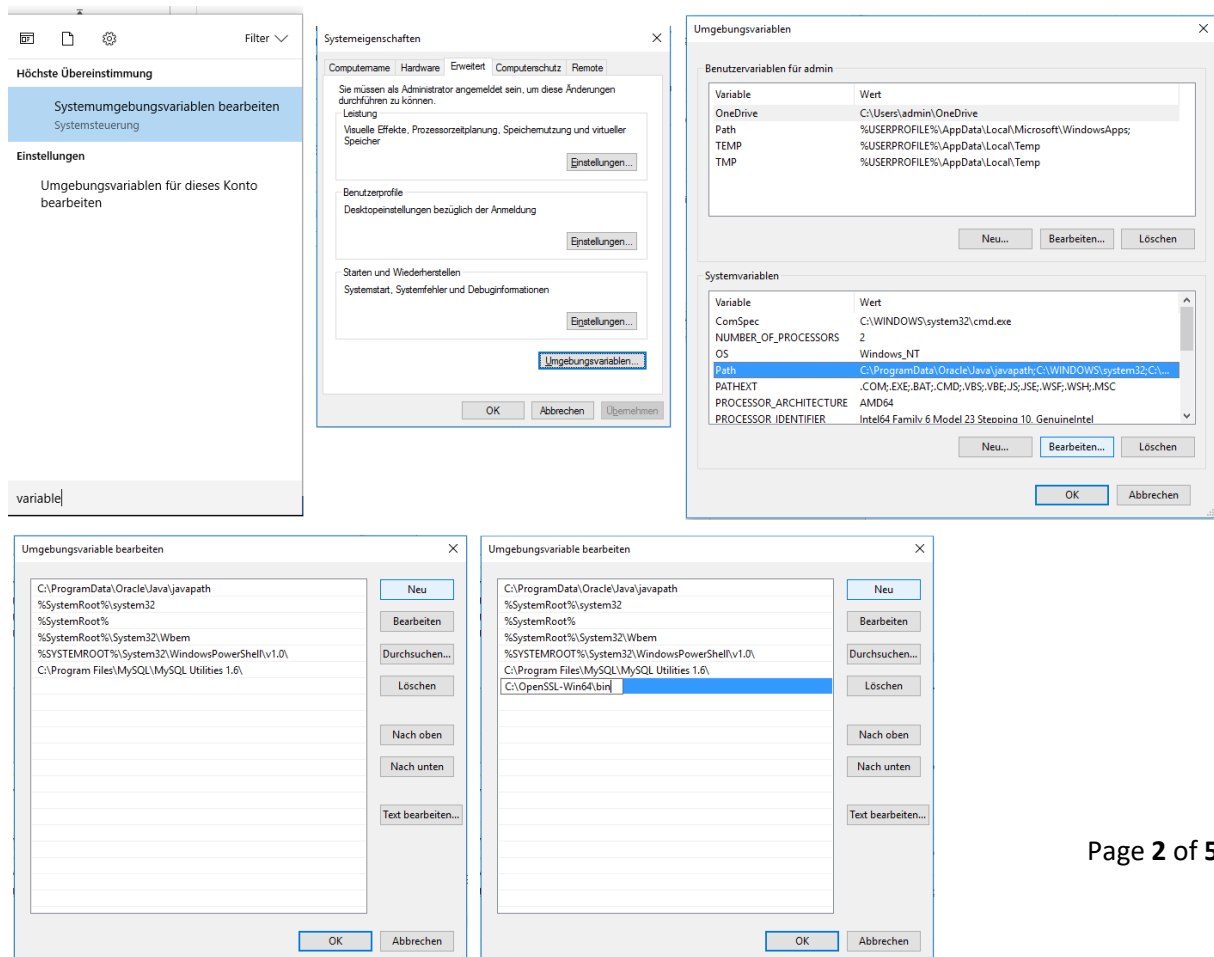 Filter
Höchste Übereinstimmung
Systemumgebungsvariablen bearbeiten
Systemsteuerung
Einstellungen
Umgebungsvariablen für dieses Konto
bearbeiten
variable
Systemeigenschaften
Computername Hardware Erweitert Computerschutz Remote
Sie müssen als Administrator angemeldet sein, um diese Änderungen
durchführen zu können.
Leistung
Visuelle Effekte, Prozessorzeitplanung, Speichernutzung und virtueller
Speicher
Einstellungen...
Benutzerprofile
Desktopeinstellungen bezüglich der Anmeldung
Einstellungen...
Starten und Wiederherstellen
Systemstart, Systemfehler und Debuginformationen
Einstellungen...
Umgebungsvariablen...
OK Abbrechen Übernehmen
Umgebungsvariablen
Benutzervariablen für admin
Variable Wert
OneDrive C:\Users\admin\OneDrive
Path %USERPROFILE%\AppData\Local\Microsoft\WindowsApps;
TEMP %USERPROFILE%\AppData\Local\Temp
TMP %USERPROFILE%\AppData\Local\Temp
Neu... Bearbeiten... Löschen
Systemvariablen
Variable Wert
ComSpec C:\WINDOWS\system32\cmd.exe
NUMBER_OF_PROCESSORS 2
OS Windows_NT
Path C:\ProgramData\Oracle\Java\javapath;C:\WINDOWS\system32;C:\...
PATHEXT .COM;.EXE;.BAT;.CMD;.VBS;.VBE;.JS;.JSE;.WSF;.WSH;.MSC
PROCESSOR_ARCHITECTURE AMD64
PROCESSOR_IDENTIFIER Intel64 Family 6 Model 23 Stepping 10, GenuineIntel
Neu... Bearbeiten... Löschen
OK Abbrechen
Umgebungsvariable bearbeiten
C:\ProgramData\Oracle\Java\javapath
%SystemRoot%\system32
%SystemRoot%
%SystemRoot%\System32\Wbem
%SYSTEMROOT%\System32\WindowsPowerShell\v1.0\
C:\Program Files\MySQL\MySQL Utilities 1.6\
Neu
Bearbeiten
Durchsuchen...
Löschen
Nach oben
Nach unten
Text bearbeiten...
OK Abbrechen
Umgebungsvariable bearbeiten
C:\ProgramData\Oracle\Java\javapath
%SystemRoot%\system32
%SystemRoot%
%SystemRoot%\System32\Wbem
%SYSTEMROOT%\System32\WindowsPowerShell\v1.0\
C:\Program Files\MySQL\MySQL Utilities 1.6\
C:\OpenSSL-Win64\bin
Neu
Bearbeiten
Durchsuchen...
Löschen
Nach oben
Nach unten
Text bearbeiten...
OK Abbrechen
Page 2 of 5